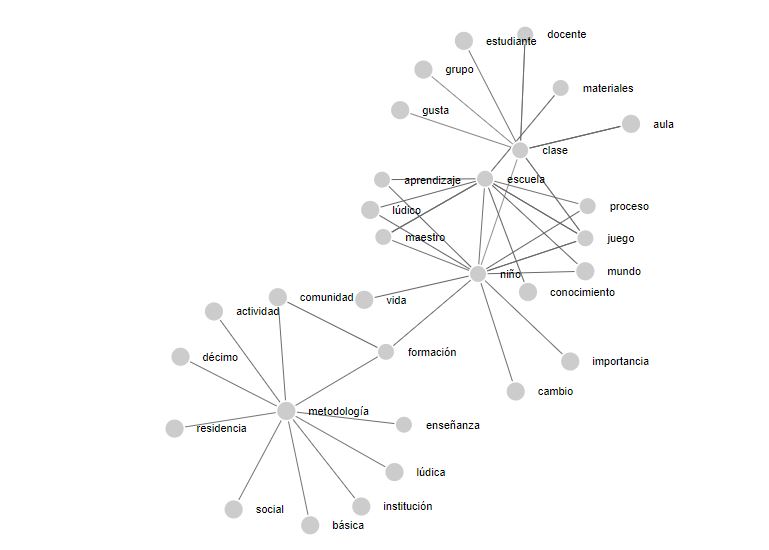 docente
estudiante
grupo
materiales
gusta
aula
clase
aprendizaje
escuela
lúdico
proceso
maestro
juego
niño
mundo
conocimiento
comunidad
vida
actividad
formación
décimo
importancia
cambio
metodología
enseñanza
residencia
lúdica
institución
social
básica